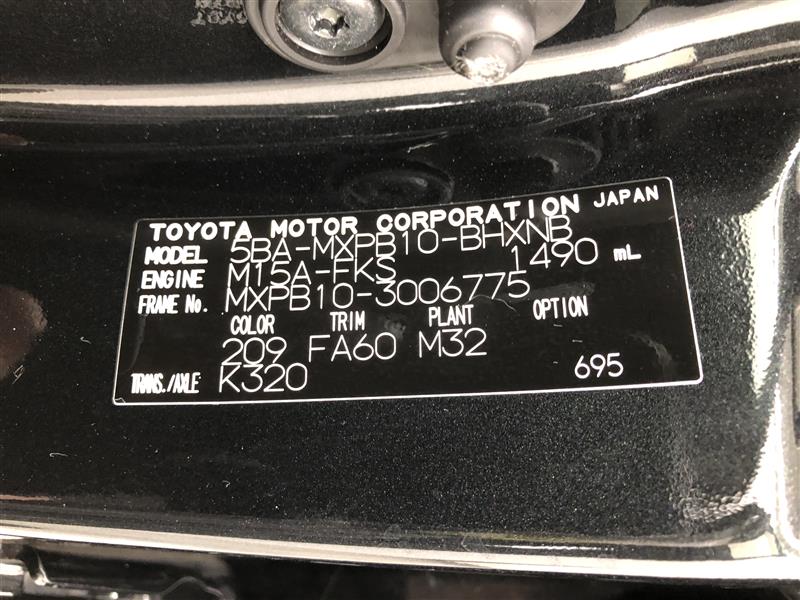 TOYOTA MOTOR CORPORATION JAPAN
MODEL 5BA-MXPB10-BHXNB
ENGINE M15A-FKS 1490 mL
FRAME No. MXPB10-3006775
COLOR TRIM PLANT OPTION
209 FA60 M32
TRANS./AXLE K320 695